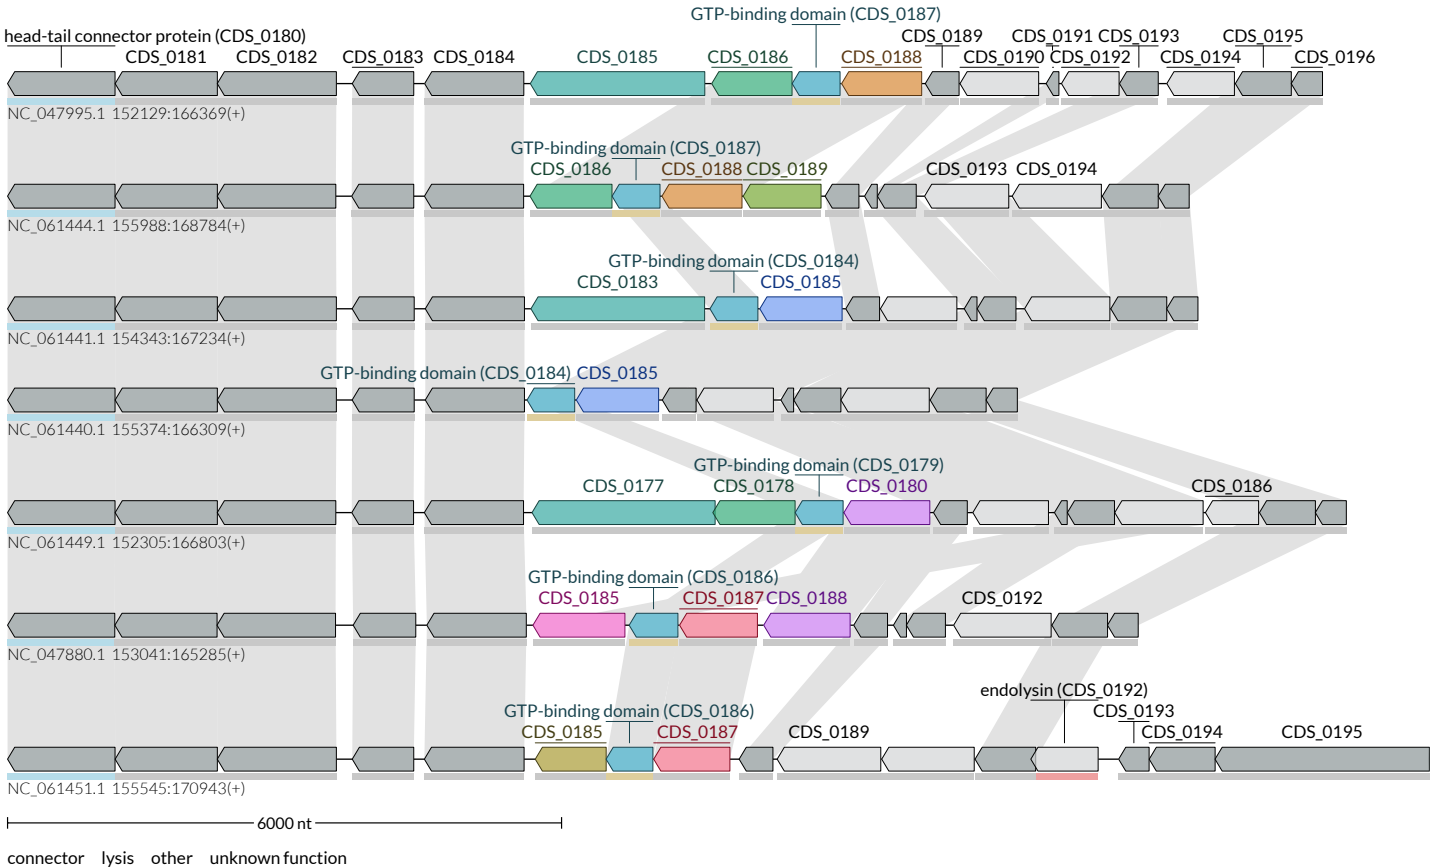 GTP-binding domain (CDS_0187)
head-tail connector protein (CDS_0180) CDS_0189 CDS_0191 CDS_0193 CDS_0195
CDS_0181 CDS_0182 CDS_0183 CDS_0184 CDS_0185 CDS_0186 CDS_0188 CDS_0190 CDS_0192 CDS_0194 CDS_0196
NC_047995.1 152129:166369(+)
GTP-binding domain (CDS_0187)
CDS_0186 CDS_0188 CDS_0189 CDS_0193 CDS_0194
NC_061444.1 155988:168784(+)
GTP-binding domain (CDS_0184)
CDS_0183 CDS_0185
NC_061441.1 154343:167234(+)
GTP-binding domain (CDS_0184) CDS_0185
NC_061440.1 155374:166309(+)
GTP-binding domain (CDS_0179)
CDS_0177 CDS_0178 CDS_0180 CDS_0186
NC_061449.1 152305:166803(+)
GTP-binding domain (CDS_0186)
CDS_0185 CDS_0187 CDS_0188 CDS_0192
NC_047880.1 153041:165285(+)
endolysin (CDS_0192)
GTP-binding domain (CDS_0186) CDS_0193
CDS_0185 CDS_0187 CDS_0189 CDS_0194 CDS_0195
NC_061451.1 155545:170943(+)
6000 nt
connector lysis other unknown function